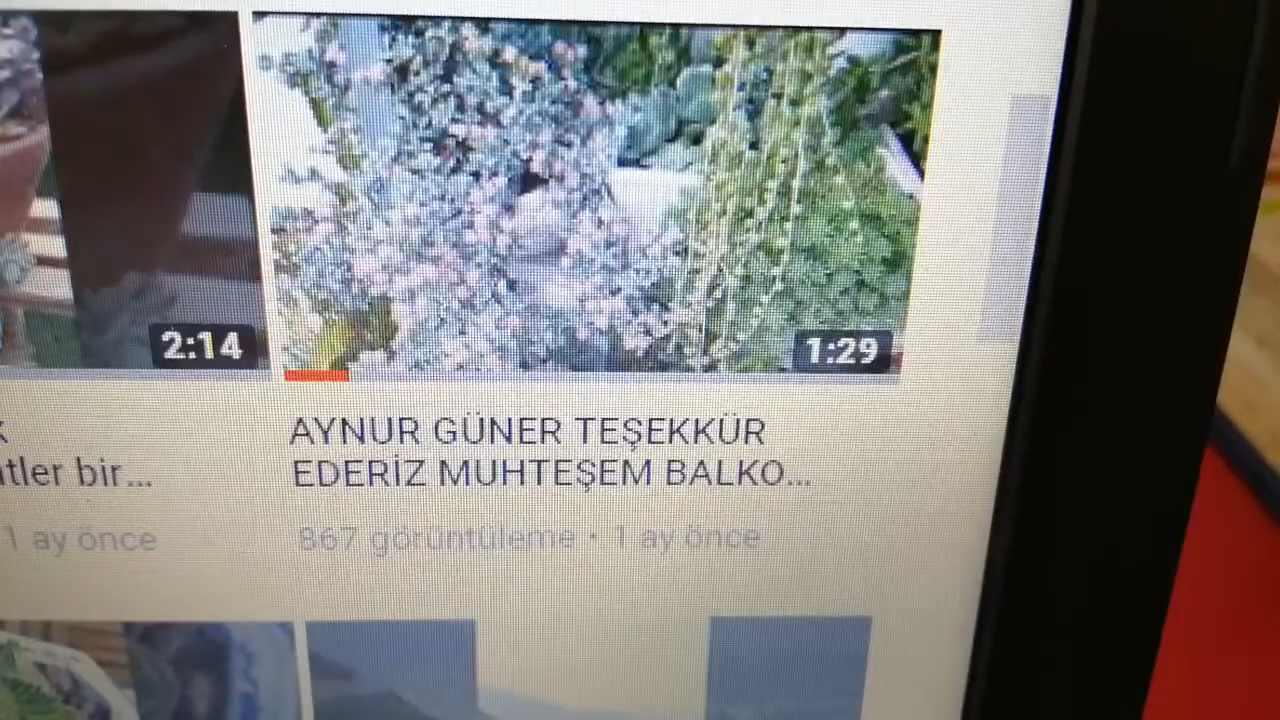 2:14
1:29
AYNUR GÜNER TEŞEKKÜR
EDERİZ MUHTEŞEM BALKO...
867 görüntüleme • 1 ay önce
bir...
1 ay önce